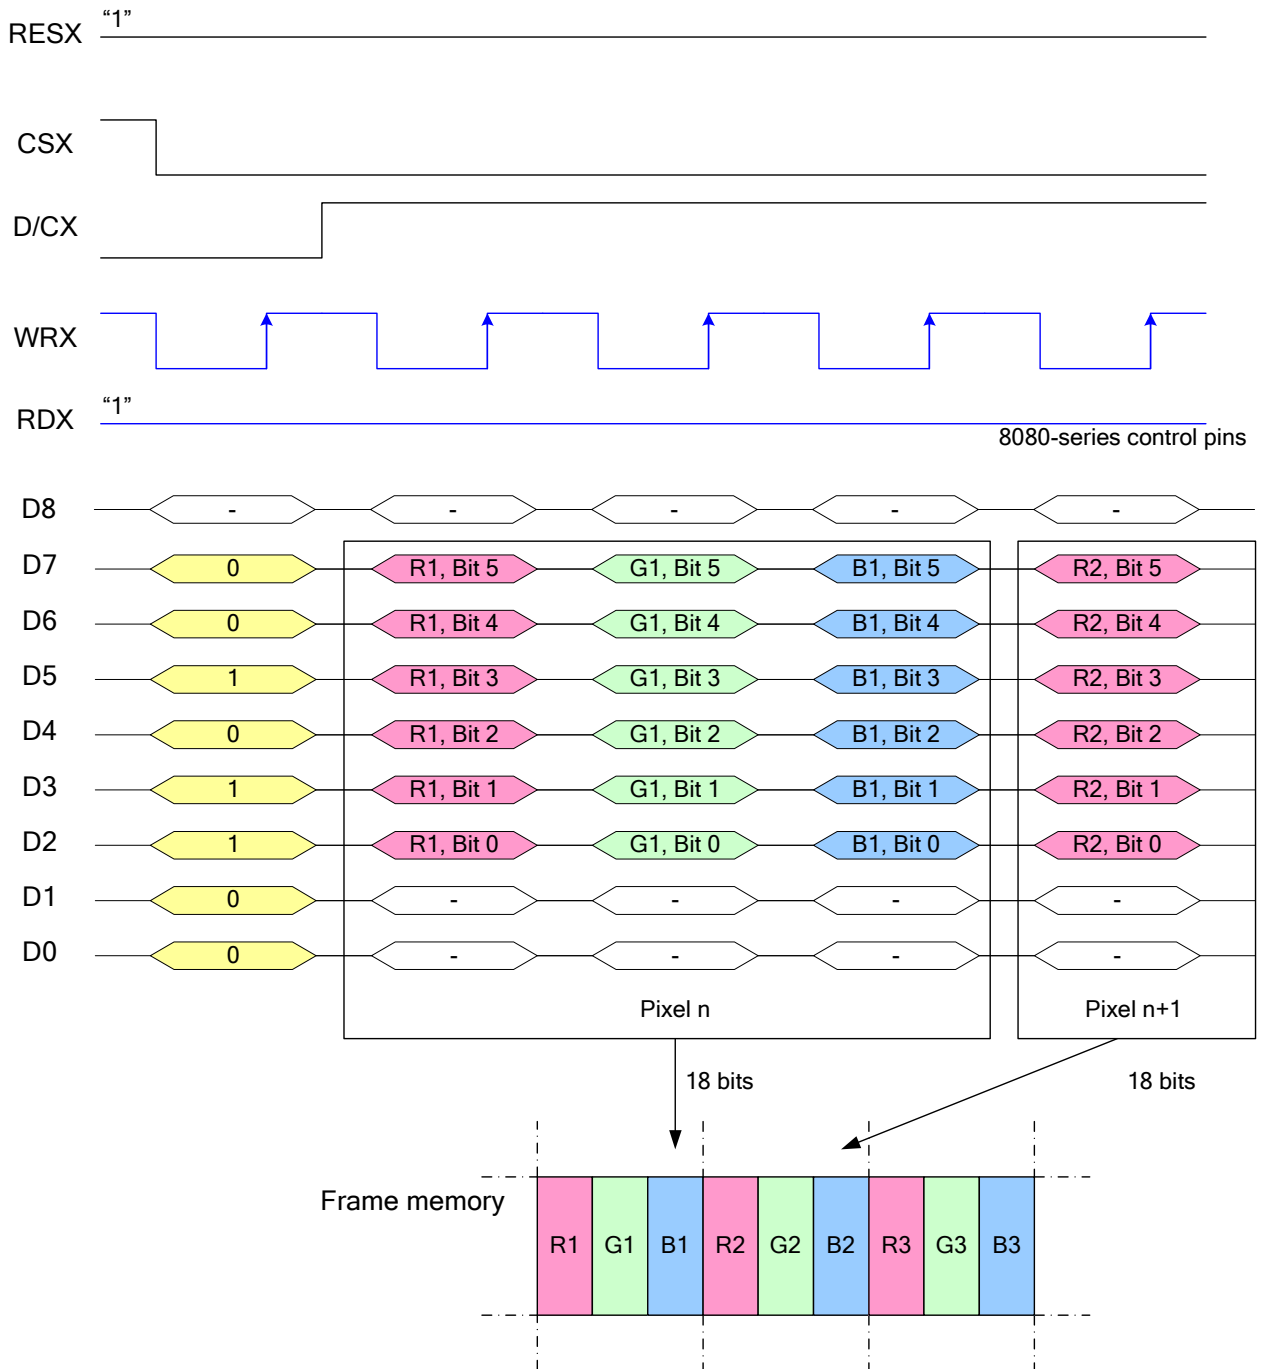 RESX “1”
CSX
D/CX
WRX
RDX “1”
8080-series control pins
D8 - - - - -
D7 0 R1, Bit 5 G1, Bit 5 B1, Bit 5 R2, Bit 5
D6 0 R1, Bit 4 G1, Bit 4 B1, Bit 4 R2, Bit 4
D5 1 R1, Bit 3 G1, Bit 3 B1, Bit 3 R2, Bit 3
D4 0 R1, Bit 2 G1, Bit 2 B1, Bit 2 R2, Bit 2
D3 1 R1, Bit 1 G1, Bit 1 B1, Bit 1 R2, Bit 1
D2 1 R1, Bit 0 G1, Bit 0 B1, Bit 0 R2, Bit 0
D1 0 - - - -
D0 0 - - - -
Pixel n Pixel n+1
18 bits 18 bits
Frame memory
R1 G1 B1 R2 G2 B2 R3 G3 B3